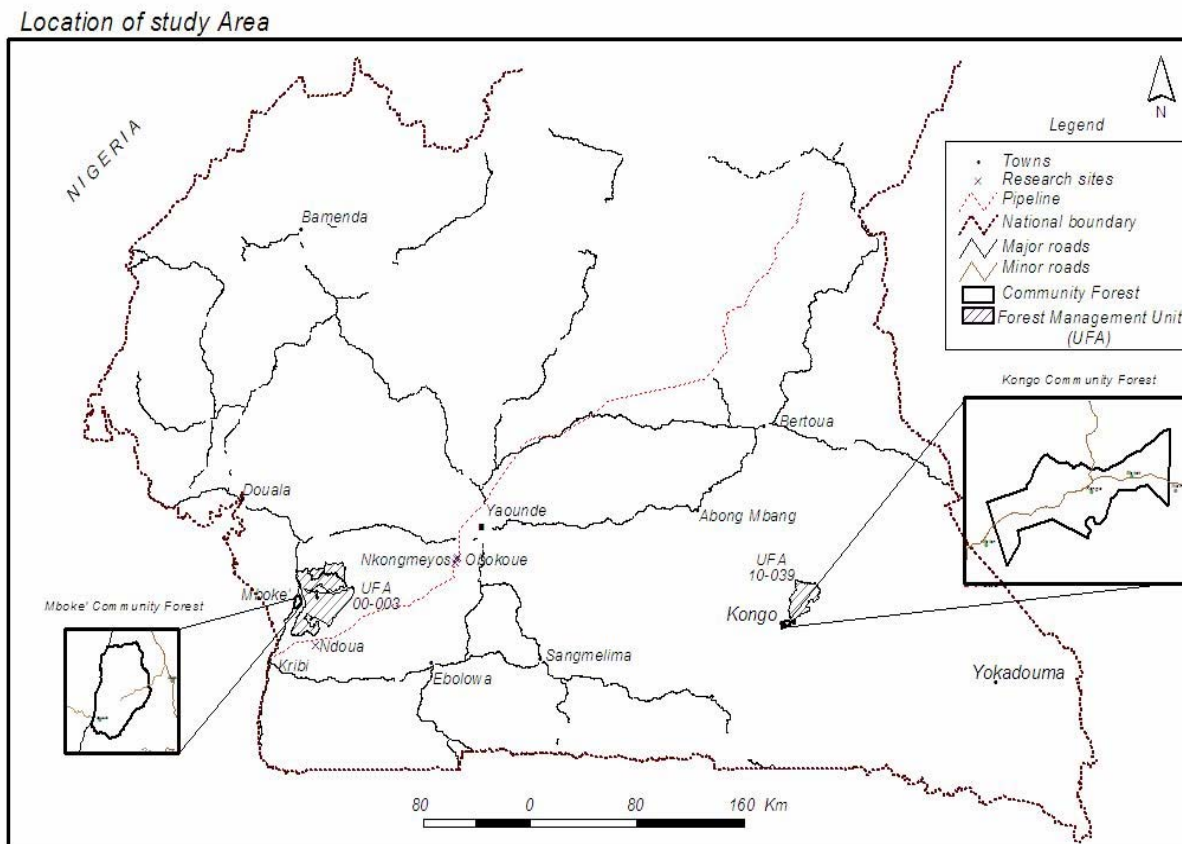 Location of study Area
NIGERIA
N
Legend
Towns
Research sites
Pipeline
National boundary
Major roads
Minor roads
Community Forest
Forest Management Unit
(UFA)
Bamenda
Kongo Community Forest
Bertoua
Douala
Yaounde
Abong Mbang
Nkongmeyos
UFA
10-039
Mboke'
UFA
00-003
Kongo
Mboke' Community Forest
Ndoua
Kribi
Sangmelima
Ebolowa
Yokadouma
80 0 80 160 Km